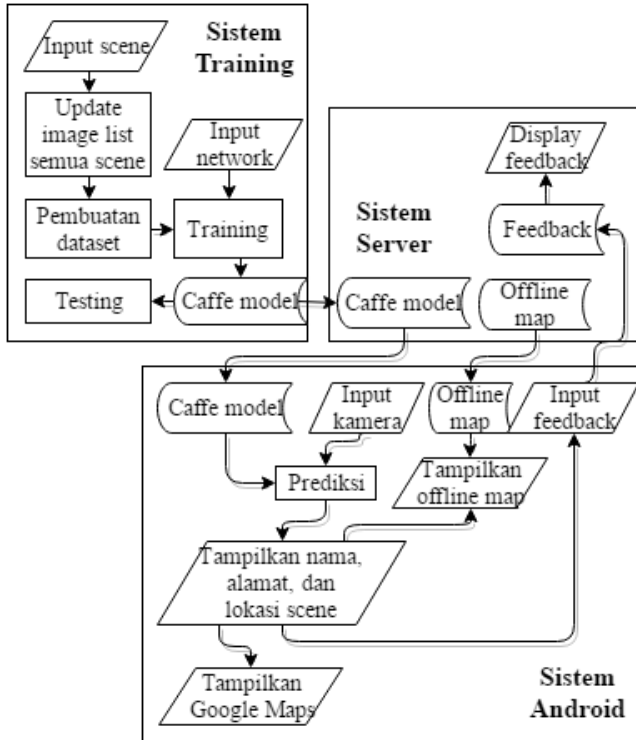 Sistem
Training
Input scene
Update
image list
semua scene
Input
network
Pembuatan
dataset
Training
Testing
Caffe model
Sistem
Server
Display
feedback
Feedback
Caffe model
Offline
map
Caffe model
Input
kamera
Offline
map
Input
feedback
Prediksi
Tampilkan
offline map
Tampilkan nama,
alamat, dan
lokasi scene
Tampilkan
Google Maps
Sistem
Android